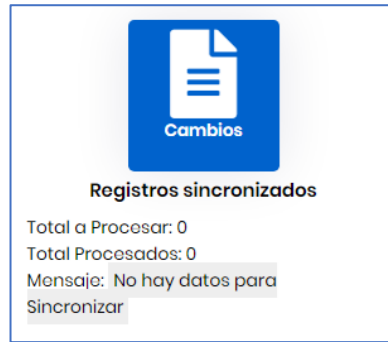 Cambios
Registros sincronizados
Total a Procesar: 0
Total Procesados: 0
Mensaje: No hay datos para
Sincronizar